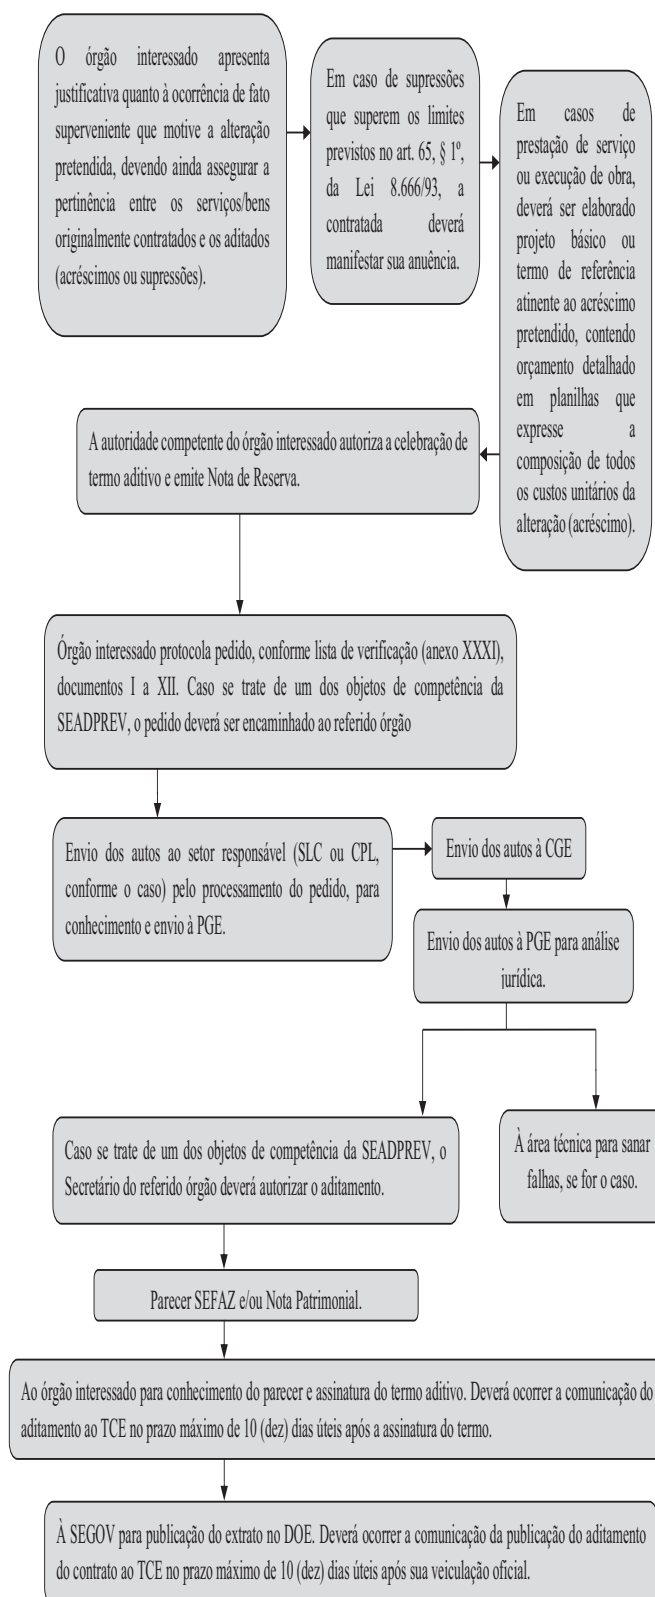 O órgão interessado apresenta
justificativa quanto à ocorrência de fato
superveniente que motive a alteração
pretendida, devendo ainda assegurar a
pertinência entre os serviços/bens
originalmente contratados e os aditados
(acréscimos ou supressões).
Em caso de supressões
que superem os limites
previstos no art. 65, § 1º,
da Lei 8.666/93, a
contratada deverá
manifestar sua anuência.
Em casos de
prestação de serviço
ou execução de obra,
deverá ser elaborado
projeto básico ou
termo de referência
atinente ao acréscimo
pretendido, contendo
orçamento detalhado
em planilhas que
expresse a
composição de todos
os custos unitários da
alteração (acréscimo).
A autoridade competente do órgão interessado autoriza a celebração de
termo aditivo e emite Nota de Reserva.
Órgão interessado protocola pedido, conforme lista de verificação (anexo XXXI),
documentos I a XII. Caso se trate de um dos objetos de competência da
SEADPREV, o pedido deverá ser encaminhado ao referido órgão
Envio dos autos ao setor responsável (SLC ou CPL,
conforme o caso) pelo processamento do pedido, para
conhecimento e envio à PGE.
Envio dos autos à CGE
Envio dos autos à PGE para análise
jurídica.
Caso se trate de um dos objetos de competência da SEADPREV, o
Secretário do referido órgão deverá autorizar o aditamento.
À área técnica para sanar
falhas, se for o caso.
Parecer SEFAZ e/ou Nota Patrimonial.
Ao órgão interessado para conhecimento do parecer e assinatura do termo aditivo. Deverá ocorrer a comunicação do
aditamento ao TCE no prazo máximo de 10 (dez) dias úteis após a assinatura do termo.
À SEGOV para publicação do extrato no DOE. Deverá ocorrer a comunicação da publicação do aditamento
do contrato ao TCE no prazo máximo de 10 (dez) dias úteis após sua veiculação oficial.